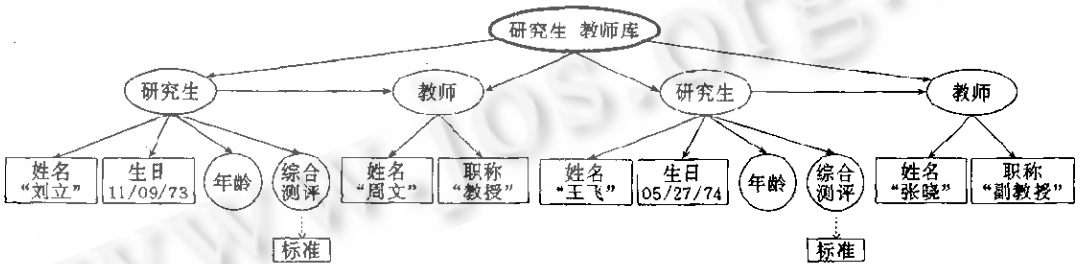 研究生 教师库
研究生
教师
研究生
教师
姓名
“刘立”
生日
11/09/73
年龄
综合
测评
姓名
“周文”
职称
“教授”
姓名
“王飞”
生日
05/27/74
年龄
综合
测评
姓名
“张晓”
职称
“副教授”
标准
标准
www.jos.org